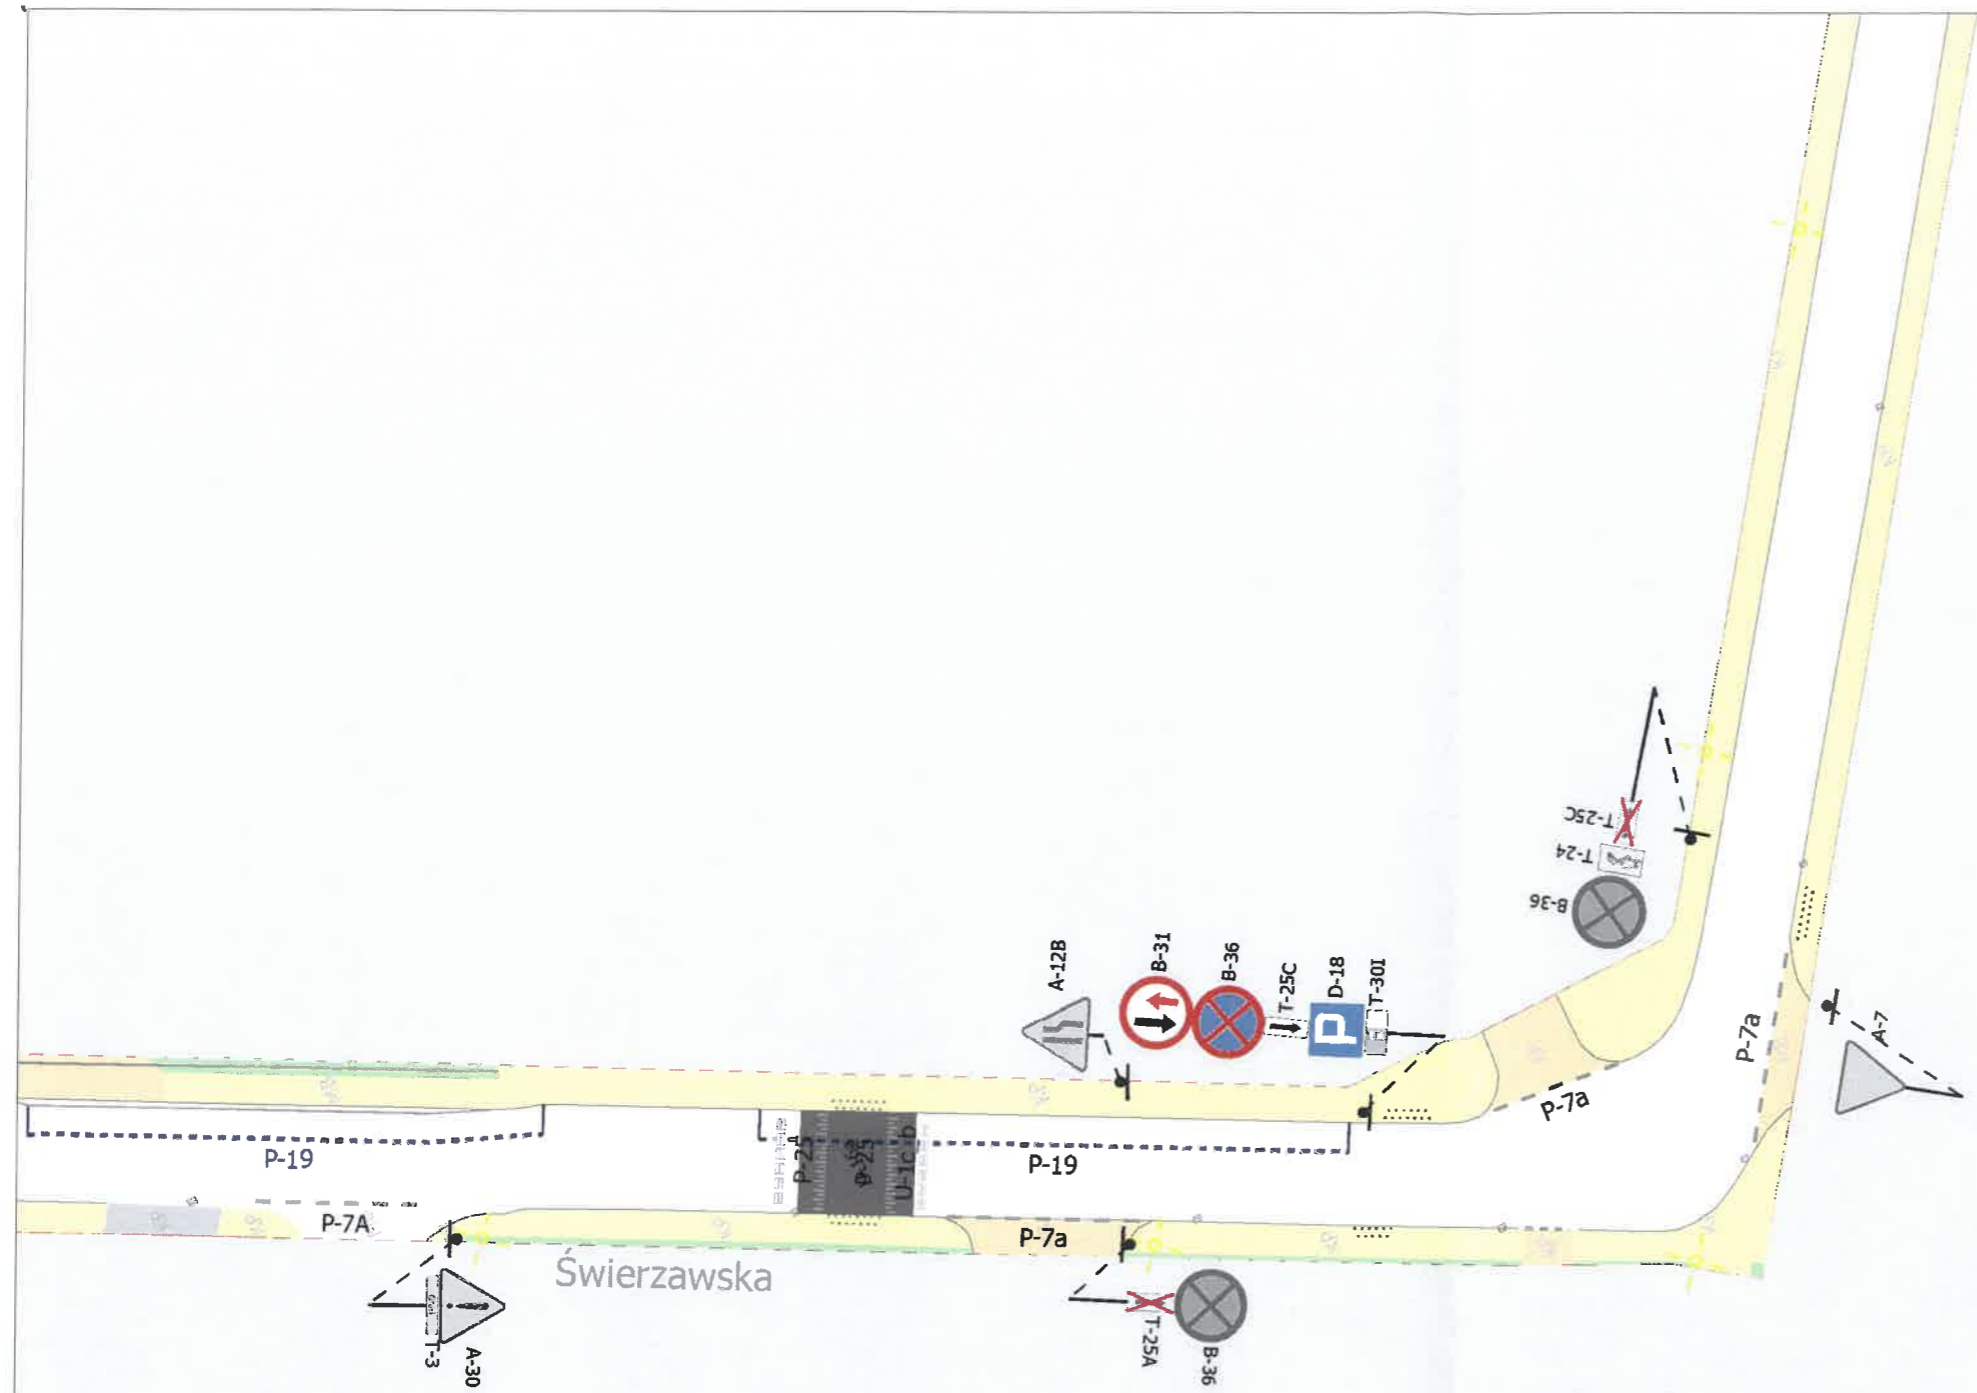 T-25C
T-24
B-36
A-12B
B-31
B-36
T-25C
D-18
P
T-30I
P-7a
A-7
P-7a
P-19
P-25
U-1c b
P-19
P-7A
P-7a
Świerzawska
T-3
A-30
T-25A
B-36